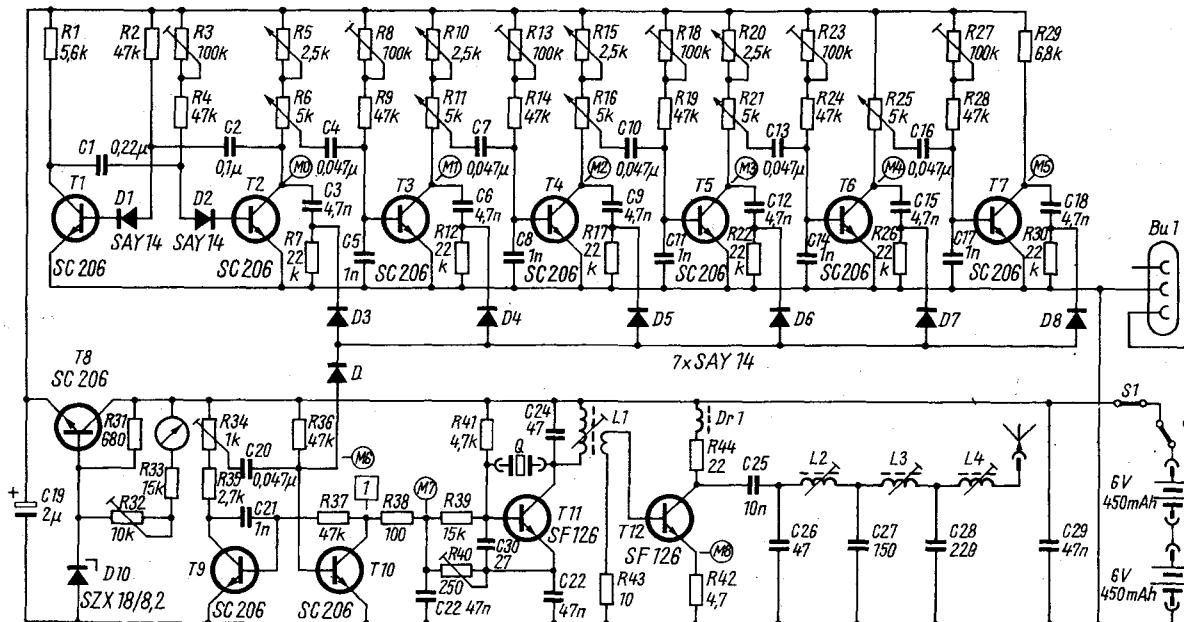 R1
5,6k
R2
47k
R3
100k
R5
2,5k
R8
100k
R10
2,5k
R13
100k
R15
2,5k
R18
100k
R20
2,5k
R23
100k
R27
100k
R29
6,8k
R4
47k
R6
5k
R9
47k
R11
5k
R14
47k
R16
5k
R19
47k
R21
5k
R24
47k
R25
5k
R28
47k
C1
0,22µ
C2
0,1µ
C4
0,047µ
C7
0,047µ
C10
0,047µ
C13
0,047µ
C16
0,047µ
M0
M1
M2
M3
M4
M5
T1
D1
D2
T2
C3
4,7n
T3
C6
4,7n
T4
C9
4,7n
T5
C12
4,7n
T6
C15
4,7n
T7
C18
4,7n
Bu 1
SAY 14
SAY 14
R7
22
k
C5
1n
R12
22
k
C8
1n
R17
22
k
C11
1n
R22
22
k
C14
1n
R26
22
k
C17
1n
R30
22
k
SC 206
SC 206
SC 206
SC 206
SC 206
SC 206
SC 206
D3
D4
D5
D6
D7
D8
7x SAY 14
T8
SC 206
D
R31
680
R34
1k
R36
47k
R41
4,7k
C24
47
L1
Dr 1
S1
R33
15k
C20
0,047µ
M6
Q
R44
22
C25
10n
L2
L3
L4
6V
450mAh
C19
2µ
+
R32
10k
R35
2,7k
C21
1n
R37
47k
1
R38
100
M7
R39
15k
T11
SF 126
T12
SF 126
M8
C26
47
C27
150
C28
228
C29
47n
D10
SZX 18/8,2
T9
SC 206
T10
SC 206
R40
250
C30
27
C22 47n
C22
47n
R43
10
R42
4,7
6V
450mAh